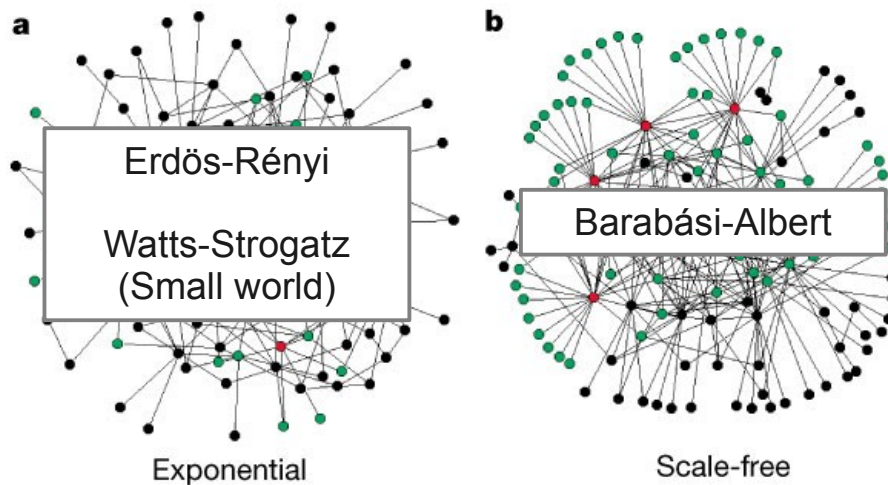 a
Erdös-Rényi
Watts-Strogatz
(Small world)
Exponential
b
Barabási-Albert
Scale-free